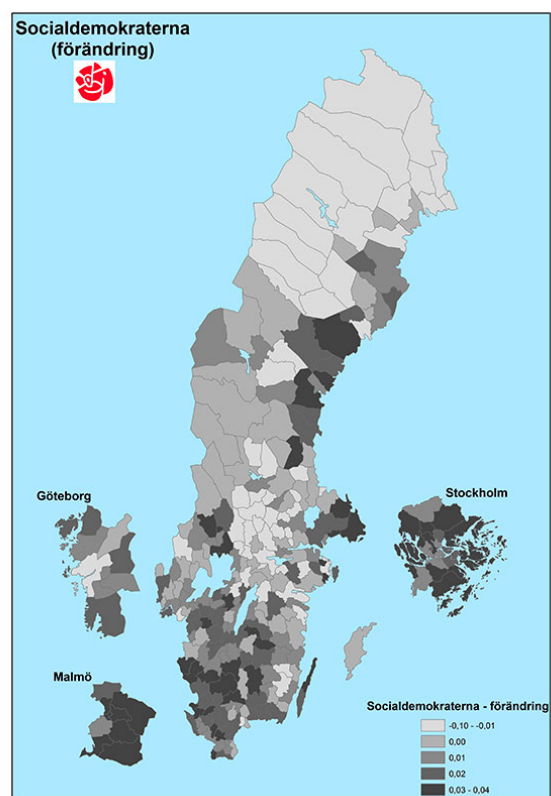 Socialdemokraterna
(förändring)
Göteborg
Stockholm
Malmö
Socialdemokraterna - förändring
-0,10 - -0,01
0,00
0,01
0,02
0,03 - 0,04